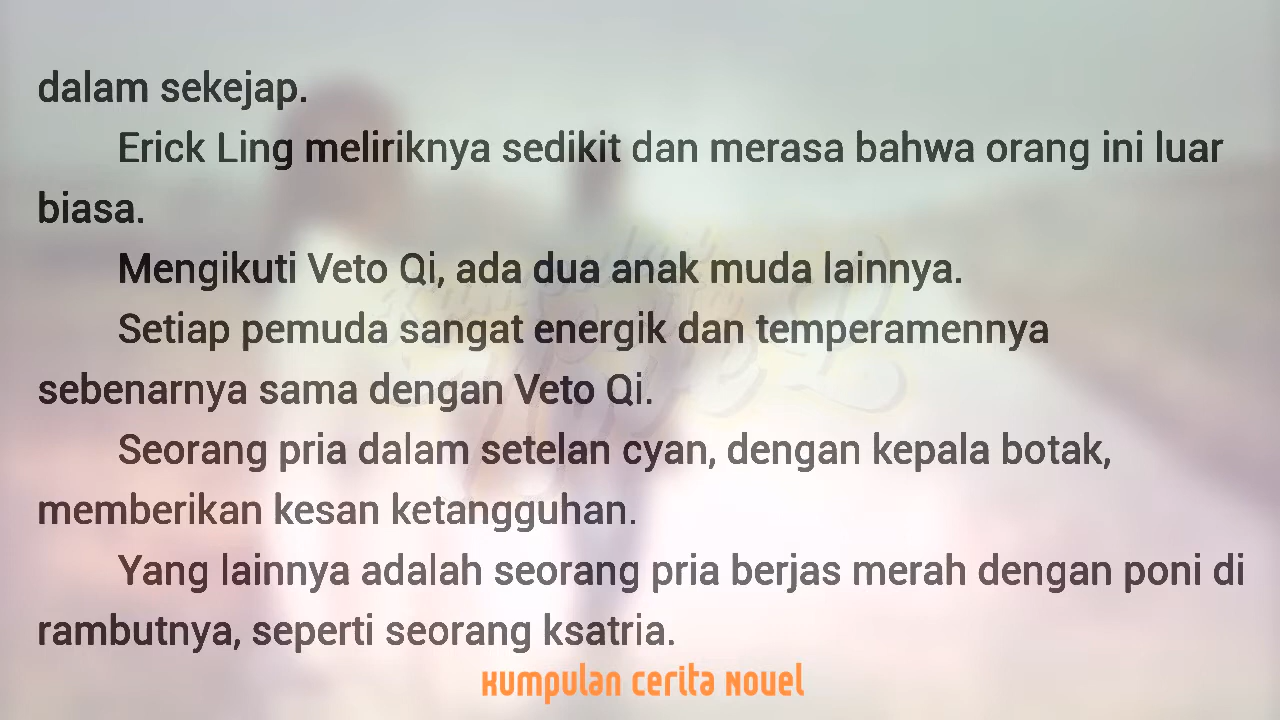 dalam sekejap.
Erick Ling meliriknya sedikit dan merasa bahwa orang ini luar
biasa.
Mengikuti Veto Qi, ada dua anak muda lainnya.
Setiap pemuda sangat energik dan temperamennya
sebenarnya sama dengan Veto Qi.
Seorang pria dalam setelan cyan, dengan kepala botak,
memberikan kesan ketangguhan.
Yang lainnya adalah seorang pria berjas merah dengan poni di
rambutnya, seperti seorang ksatria.
Kumpulan Cerita Novel